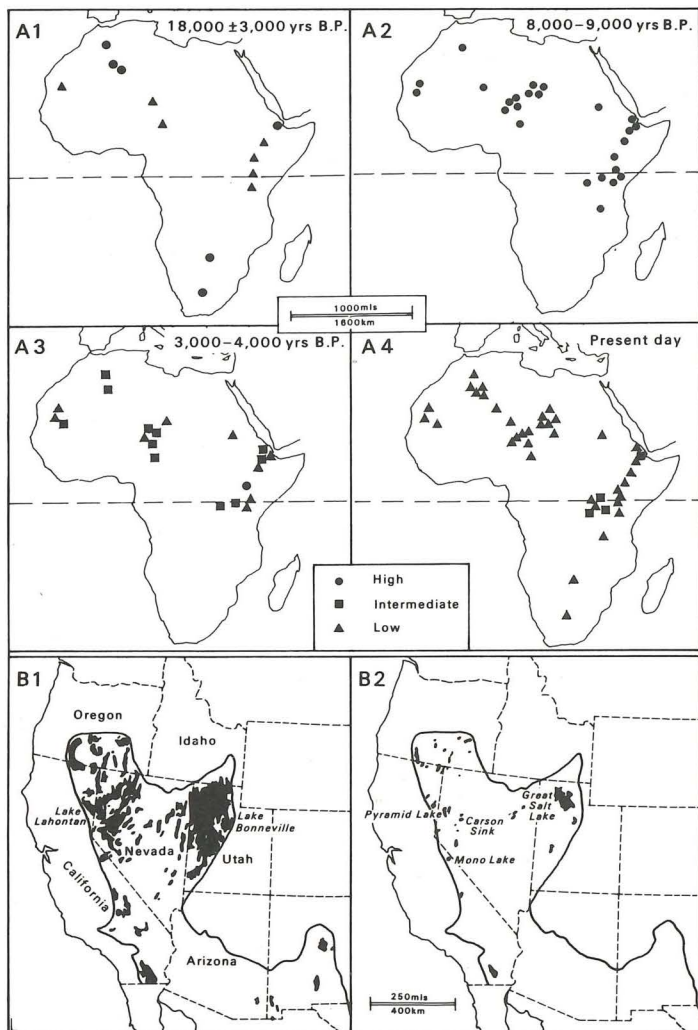 A1
18,000 ±3,000 yrs B.P.
A2
8,000–9,000 yrs B.P.
1000mls
1600km
A3
3,000–4,000 yrs B.P.
A4
Present day
High
Intermediate
Low
B1
Oregon
Idaho
Lake
Lahontan
Nevada
Lake
Bonneville
Utah
California
Arizona
B2
Great
Salt
Lake
Pyramid Lake
Carson
Sink
Mono Lake
250mls
400km